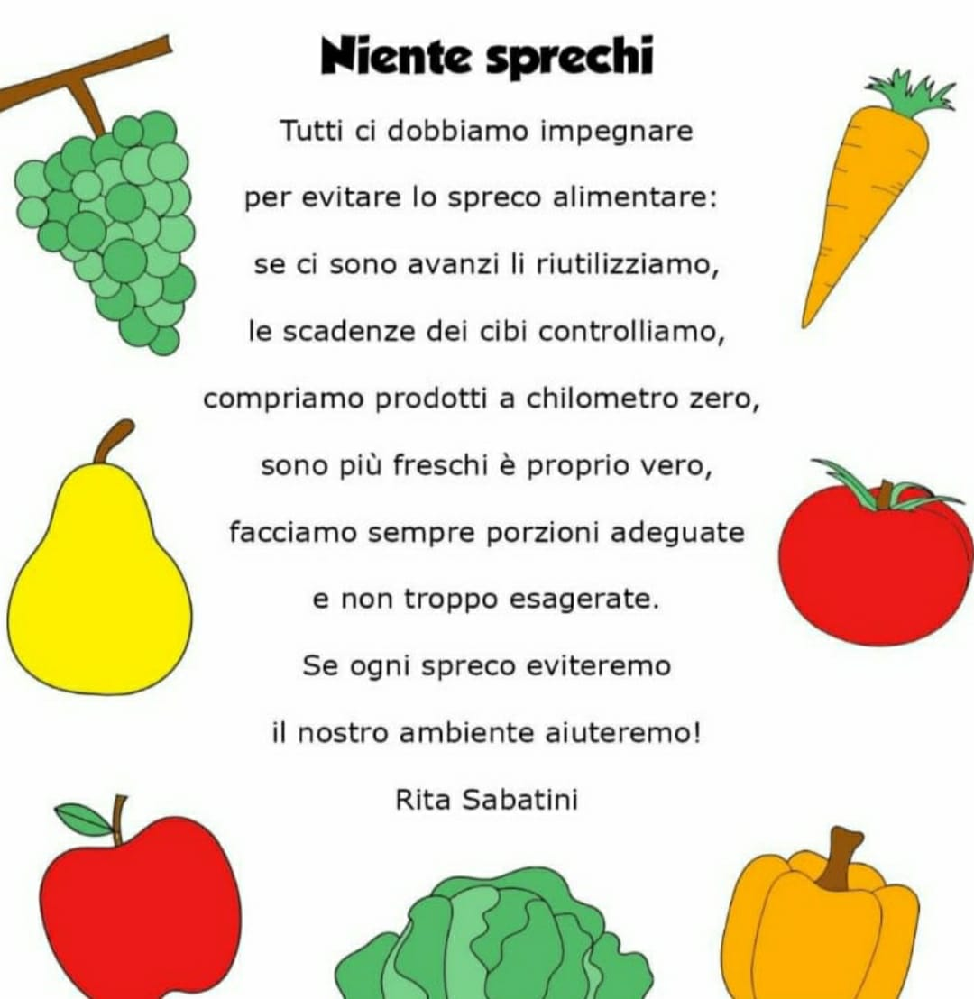 Niente sprechi
Tutti ci dobbiamo impegnare
per evitare lo spreco alimentare:
se ci sono avanzi li riutilizziamo,
le scadenze dei cibi controlliamo,
compriamo prodotti a chilometro zero,
sono più freschi è proprio vero,
facciamo sempre porzioni adeguate
e non troppo esagerate.
Se ogni spreco eviteremo
il nostro ambiente aiuteremo!
Rita Sabatini